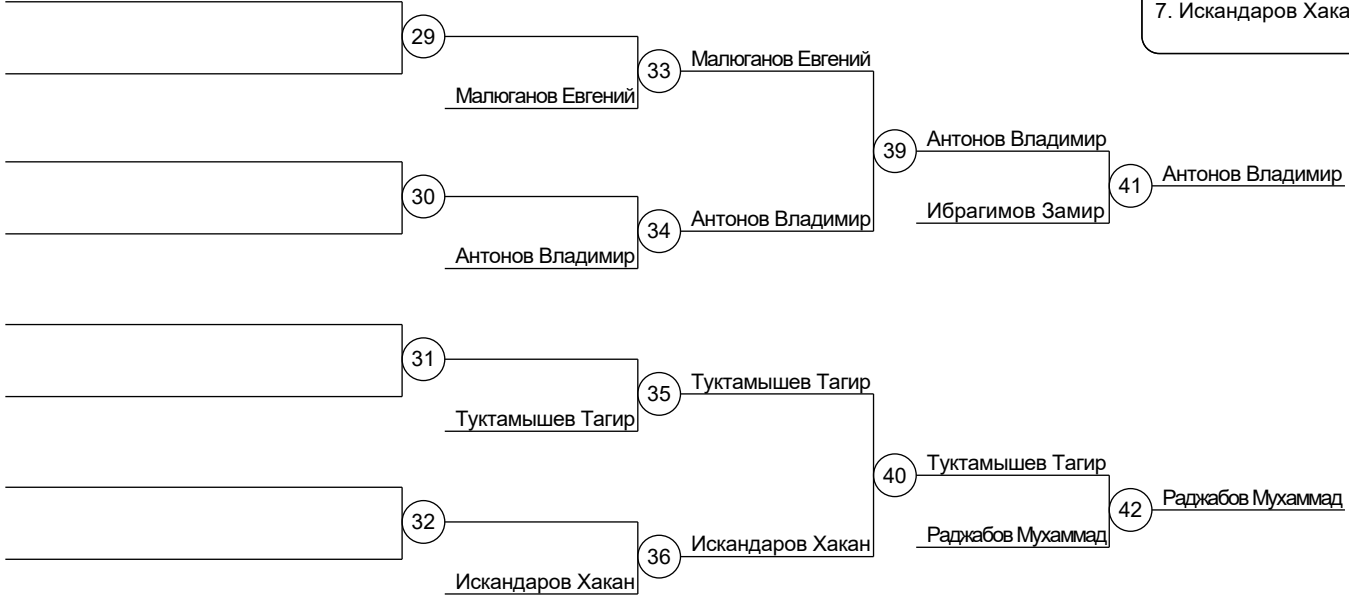 7. Искандаров Хака
29
Малюганов Евгений
33
Малюганов Евгений
Антонов Владимир
39
Антонов Владимир
41
Ибрагимов Замир
30
Антонов Владимир
34
Антонов Владимир
31
Туктамышев Тагир
35
Туктамышев Тагир
Туктамышев Тагир
40
Раджабов Мухаммад
42
Раджабов Мухаммад
32
Искандаров Хакан
36
Искандаров Хакан